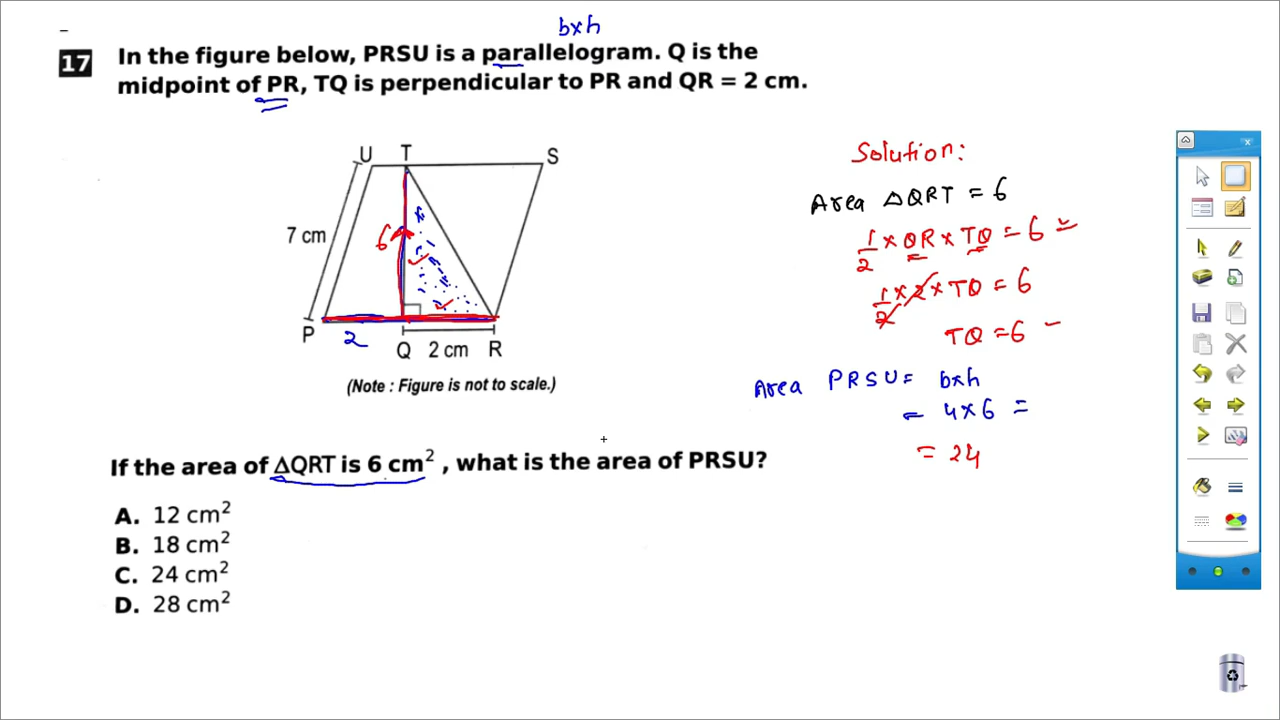 b×h
17 In the figure below, PRSU is a parallelogram. Q is the
midpoint of PR, TQ is perpendicular to PR and QR = 2 cm.
U T S
7 cm
6
P Q 2 cm R
2
(Note : Figure is not to scale.)
If the area of ΔQRT is 6 cm², what is the area of PRSU?
A. 12 cm²
B. 18 cm²
C. 24 cm²
D. 28 cm²
Solution:
Area ΔQRT = 6
1/2 × QR × TQ = 6
1/2 × 2 × TQ = 6
TQ = 6
Area PRSU = b×h
= 4×6 =
= 24